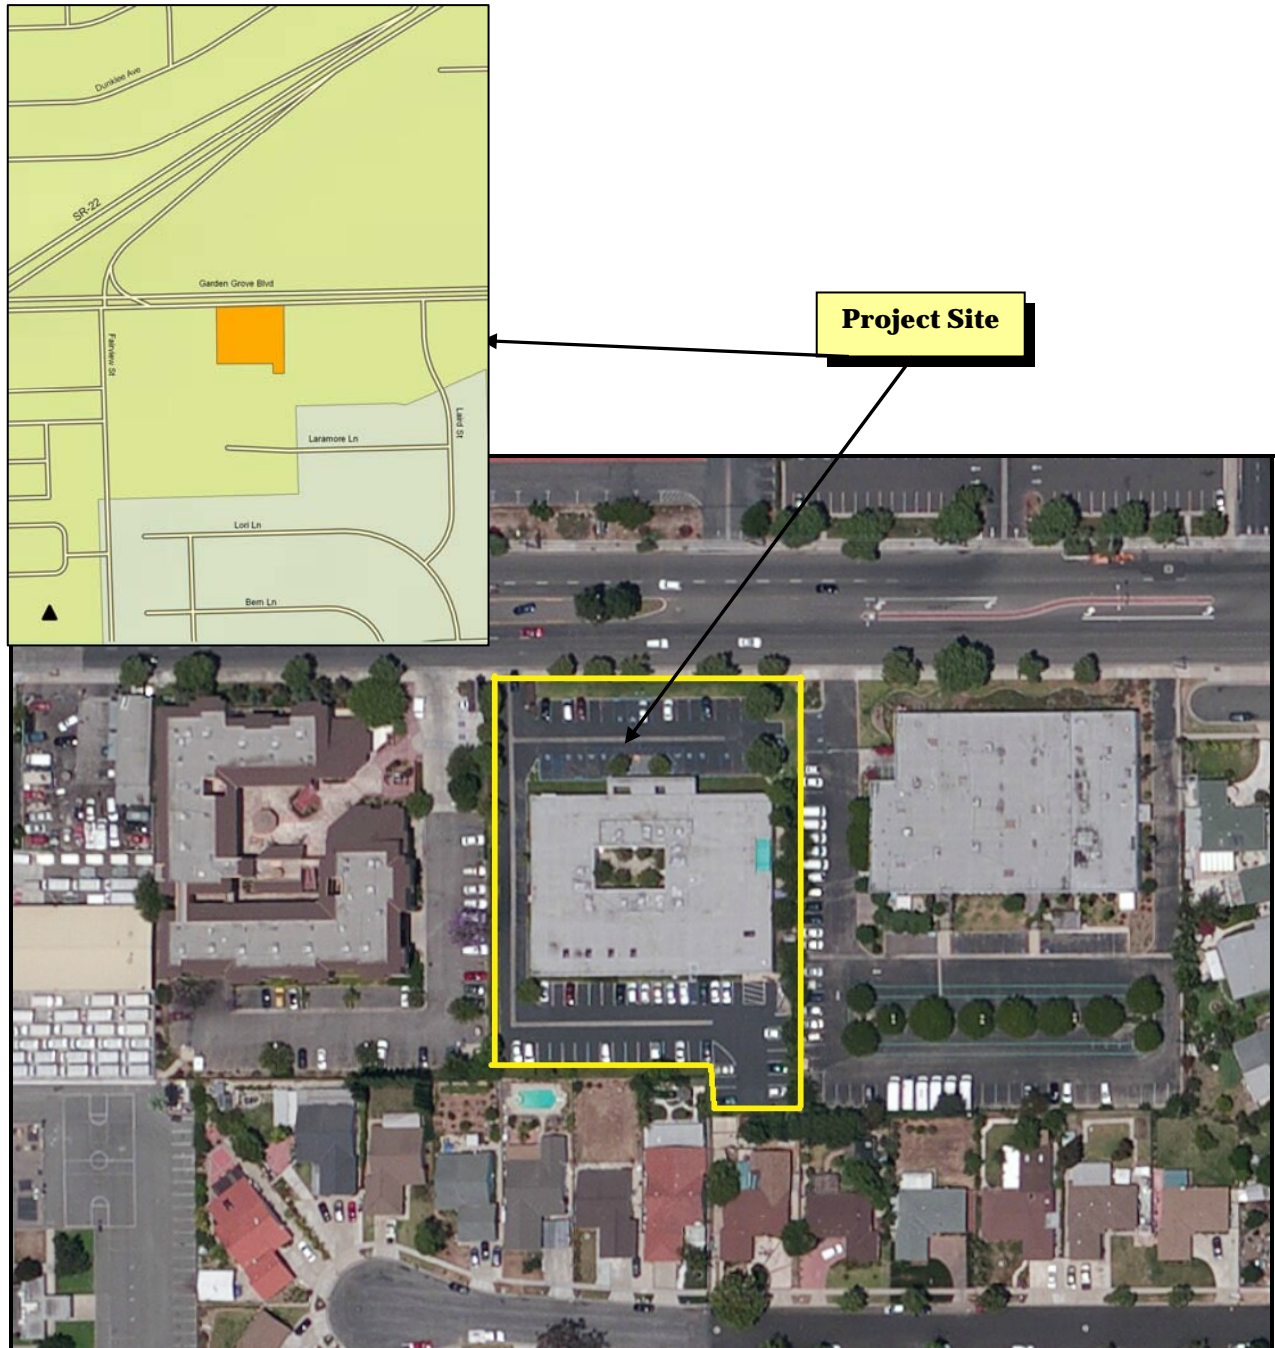 Dunklee Ave
SR-22
Garden Grove Blvd
Fairview St
Laird St
Laramore Ln
Lori Ln
Bern Ln
Project Site